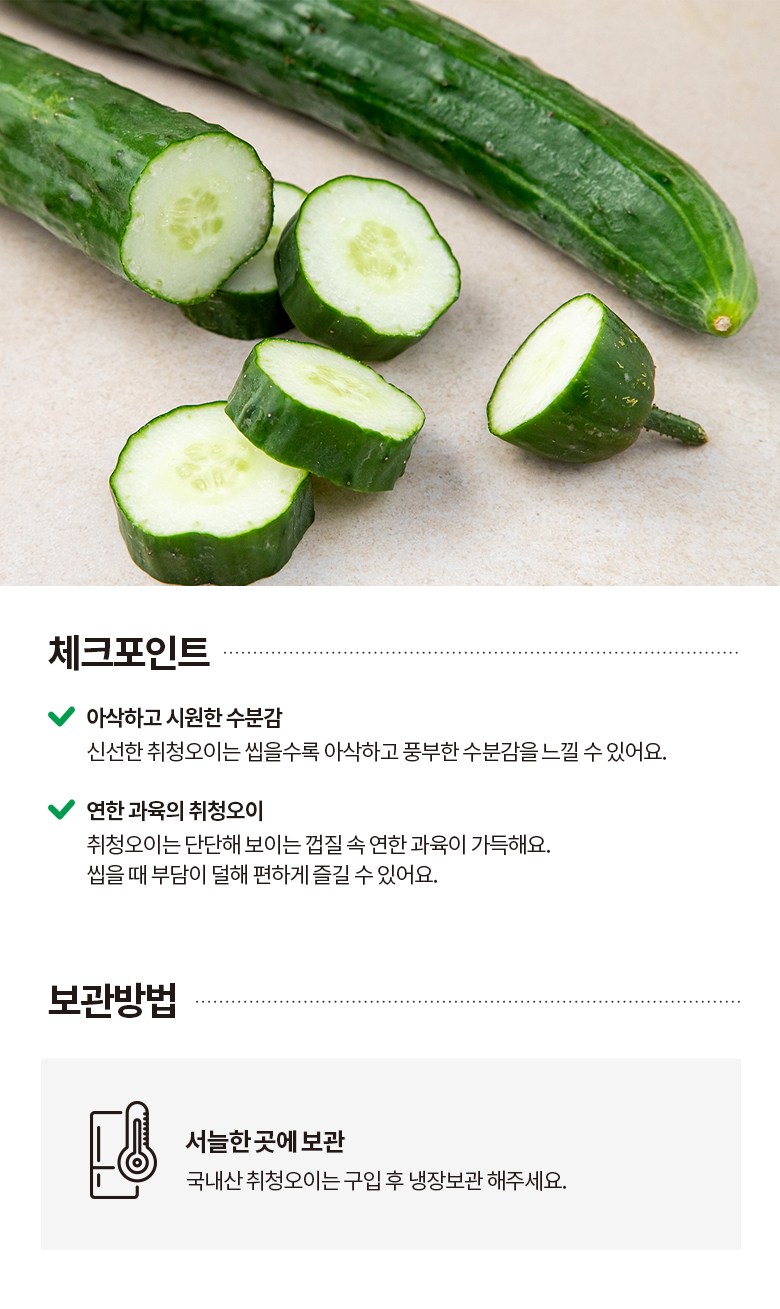 체크포인트
아삭하고 시원한 수분감
신선한 취청오이는 씹을수록 아삭하고 풍부한 수분감을 느낄 수 있어요.
연한 과육의 취청오이
취청오이는 단단해 보이는 껍질 속 연한 과육이 가득해요.
씹을 때 부담이 덜해 편하게 즐길 수 있어요.
보관방법
서늘한 곳에 보관
국내산 취청오이는 구입 후 냉장보관 해주세요.